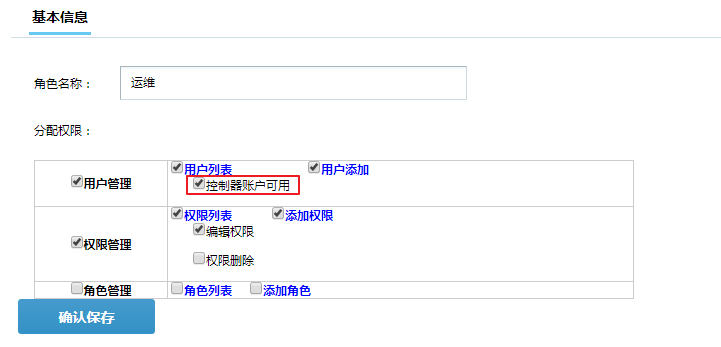 基本信息
角色名称： 运维
分配权限：
用户管理 用户列表 用户添加
控制器账户可用
权限管理 权限列表 添加权限
编辑权限
权限删除
角色管理 角色列表 添加角色
确认保存